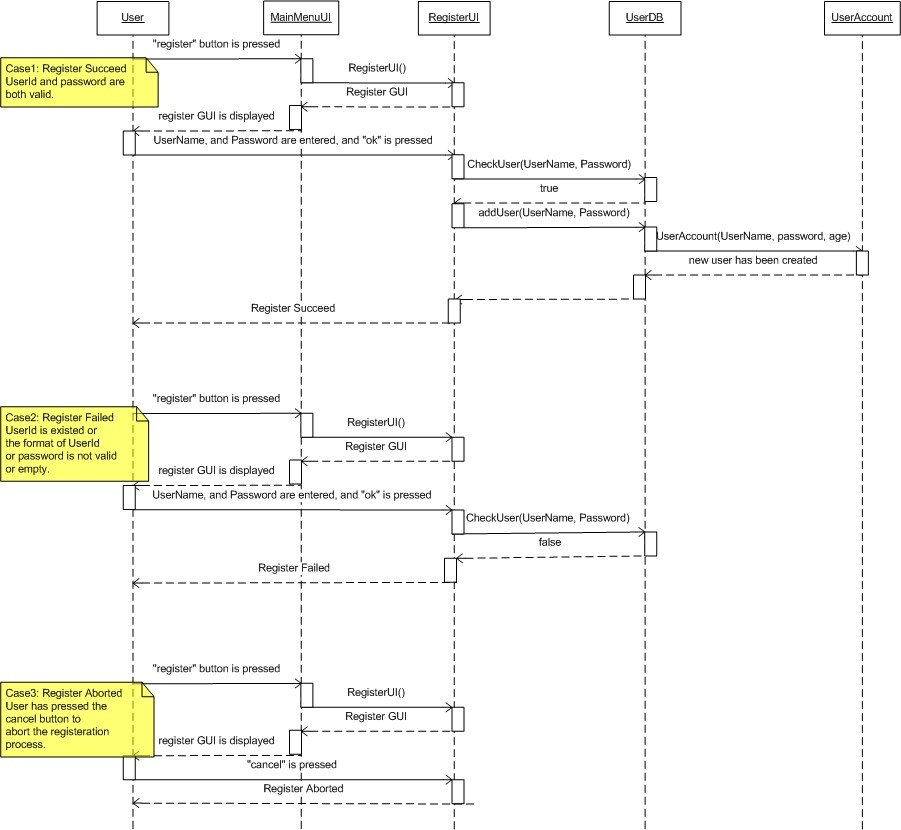 User
MainMenuUI
RegisterUI
UserDB
UserAccount
"register" button is pressed
Case1: Register Succeed
UserId and password are
both valid.
RegisterUI()
Register GUI
register GUI is displayed
UserName, and Password are entered, and "ok" is pressed
CheckUser(UserName, Password)
true
addUser(UserName, Password)
UserAccount(UserName, password, age)
new user has been created
Register Succeed
"register" button is pressed
Case2: Register Failed
UserId is existed or
the format of UserId
or password is not valid
or empty.
RegisterUI()
Register GUI
register GUI is displayed
UserName, and Password are entered, and "ok" is pressed
CheckUser(UserName, Password)
false
Register Failed
"register" button is pressed
Case3: Register Aborted
User has pressed the
cancel button to
abort the registeration
process.
RegisterUI()
Register GUI
register GUI is displayed
"cancel" is pressed
Register Aborted